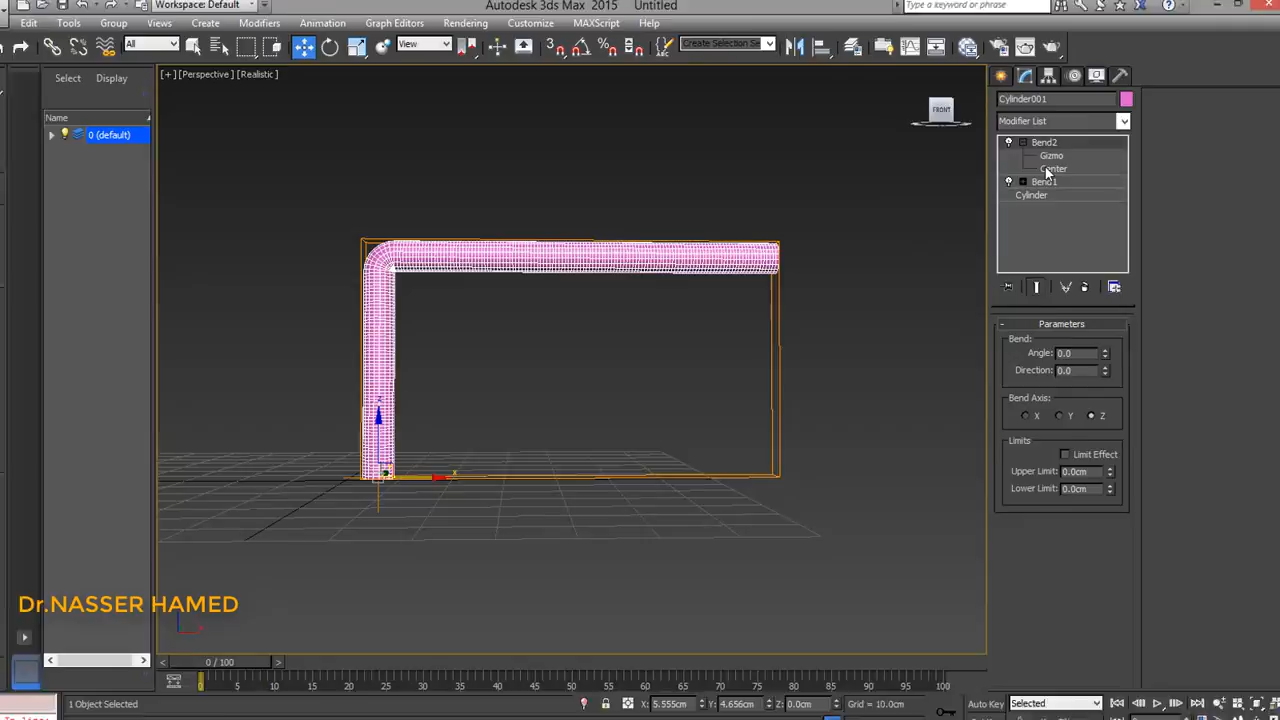 Workspace: Default
Autodesk 3ds Max 2015    Untitled
Type a keyword or phrase
Edit Tools Group Views Create Modifiers Animation Graph Editors Rendering Customize MAXScript Help
All
View
Create Selection Se
Select Display
Name
0 (default)
[+] [Perspective] [Realistic]
FRONT
Cylinder001
Modifier List
Bend2
Gizmo
Center
Bend1
Cylinder
Parameters
Bend:
Angle: 0.0
Direction: 0.0
Bend Axis:
X Y Z
Limits
Limit Effect
Upper Limit: 0.0cm
Lower Limit: 0.0cm
Dr.NASSER HAMED
0 / 100
0 5 10 15 20 25 30 35 40 45 50 55 60 65 70 75 80 85 90 95 100
1 Object Selected
X: 5.555cm Y: 4.656cm Z: 0.0cm Grid = 10.0cm
Auto Key Selected